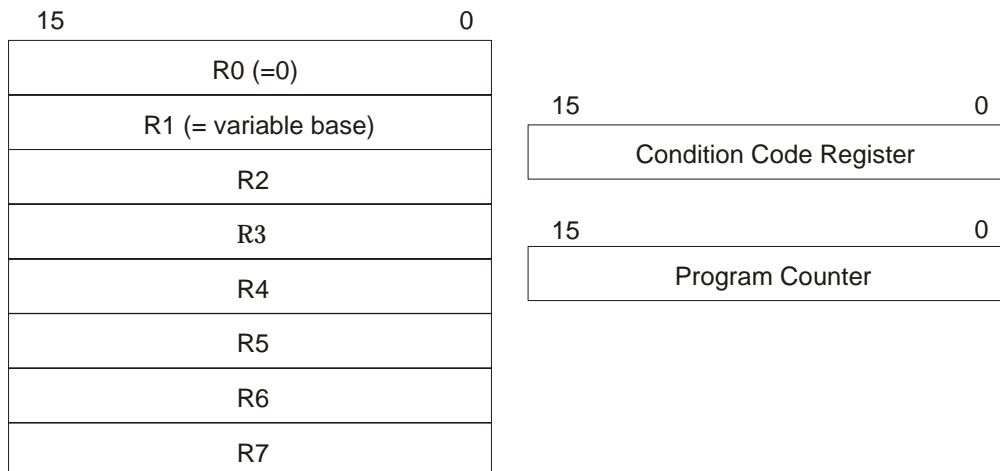 15 0
R0 (=0)
R1 (= variable base)
R2
R3
R4
R5
R6
R7
15 0
Condition Code Register
15 0
Program Counter